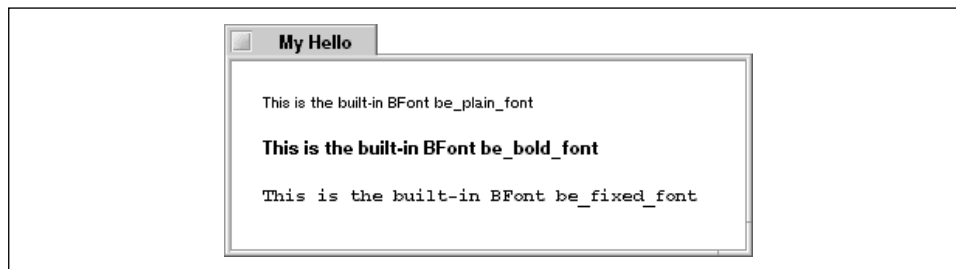 My Hello
This is the built-in BFont be_plain_font
This is the built-in BFont be_bold_font
This is the built-in BFont be_fixed_font